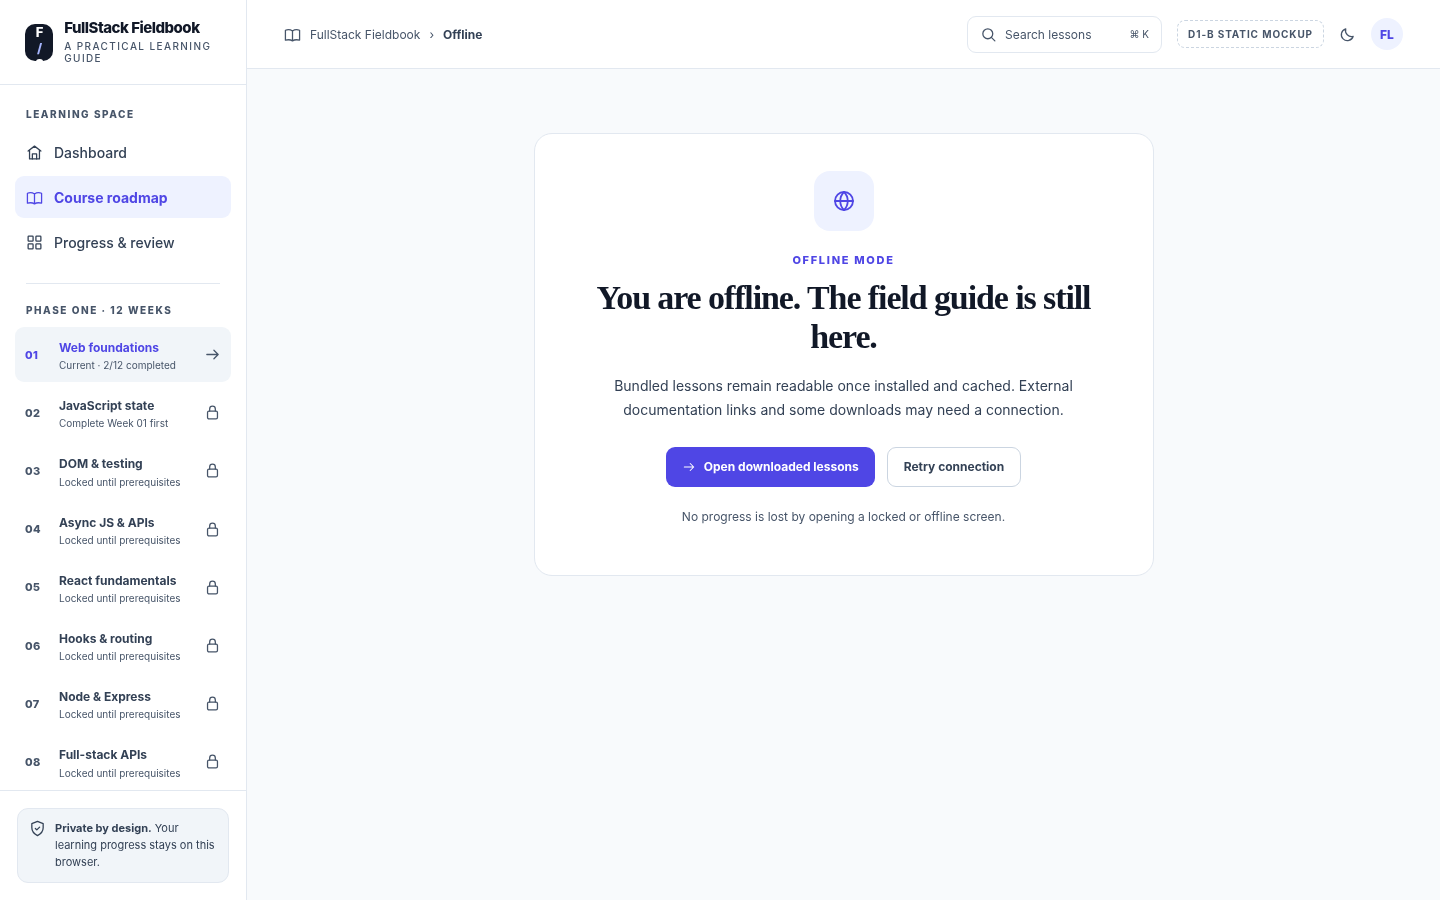 F
/
FullStack Fieldbook
A PRACTICAL LEARNING
GUIDE
LEARNING SPACE
Dashboard
Course roadmap
Progress & review
PHASE ONE · 12 WEEKS
01
Web foundations
Current · 2/12 completed
02
JavaScript state
Complete Week 01 first
03
DOM & testing
Locked until prerequisites
04
Async JS & APIs
Locked until prerequisites
05
React fundamentals
Locked until prerequisites
06
Hooks & routing
Locked until prerequisites
07
Node & Express
Locked until prerequisites
08
Full-stack APIs
Locked until prerequisites
Private by design. Your
learning progress stays on this
browser.
FullStack Fieldbook › Offline
Search lessons ⌘ K
D1-B STATIC MOCKUP
FL
OFFLINE MODE
You are offline. The field guide is still
here.
Bundled lessons remain readable once installed and cached. External
documentation links and some downloads may need a connection.
Open downloaded lessons
Retry connection
No progress is lost by opening a locked or offline screen.